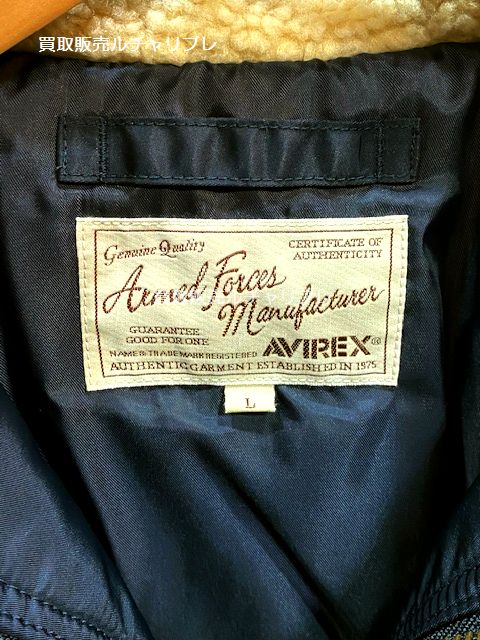 買取販売ルチャリブレ
Genuine Quality
CERTIFICATE OF
AUTHENTICITY
Armed Forces
Manufacturer
GUARANTEE
GOOD FOR ONE
NAME & TRADEMARK REGISTERED
AVIREX®
AUTHENTIC GARMENT ESTABLISHED IN 1975
L